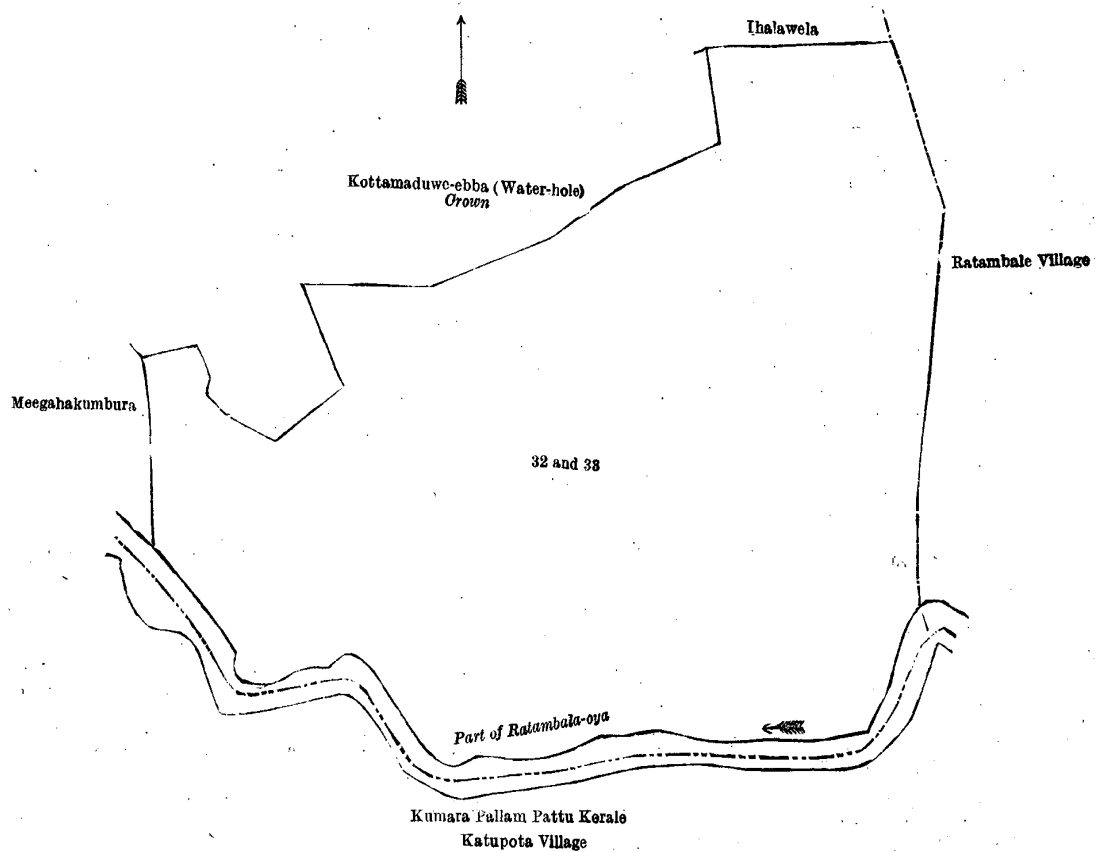 Ihalawela
Kottamaduwe-ebba (Water-hole)
Crown
Ratambale Village
Meegahakumbura
32 and 33
Part of Ratambala-oya
Kumara Pallam Pattu Korale
Katupota Village